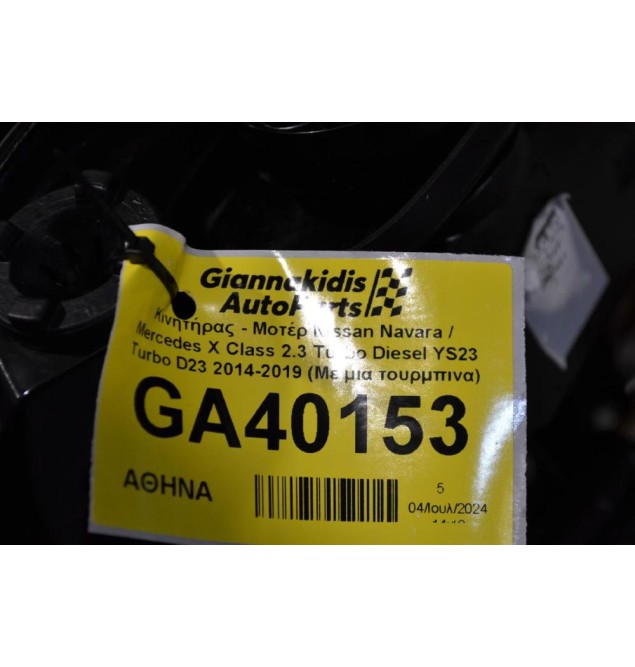 Giannakidis
AutoParts
Κινητήρας - Μοτέρ Nissan Navara /
Mercedes X Class 2.3 Turbo Diesel YS23
Turbo D23 2014-2019 (Με μια τουρμπινα)
GA40153
ΑΘΗΝΑ
5
04/Ιουλ/2024